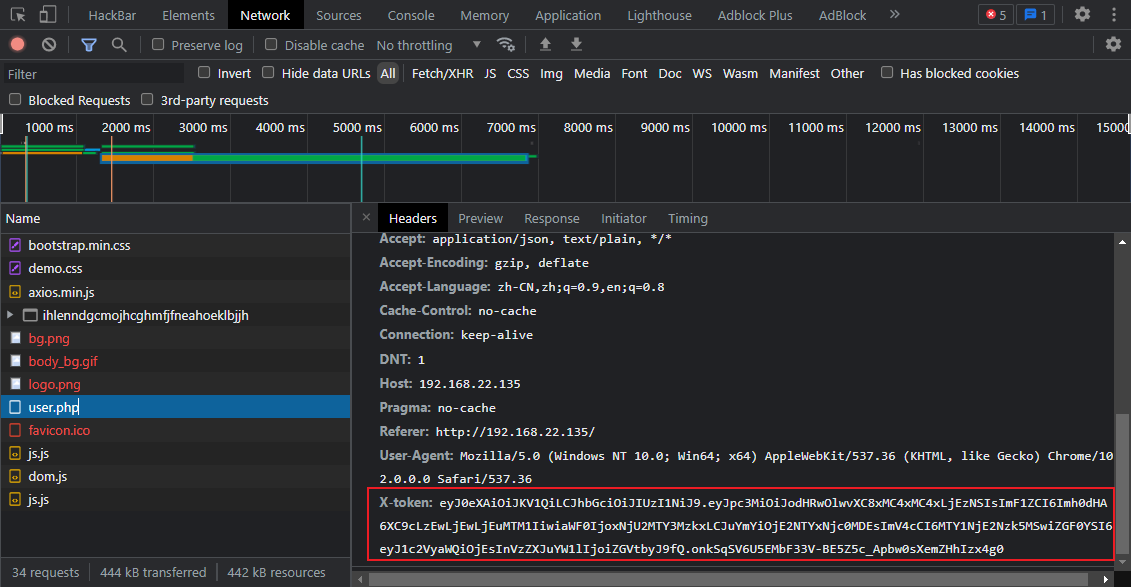 HackBar Elements Network Sources Console Memory Application Lighthouse Adblock Plus AdBlock » 5 1
Preserve log Disable cache No throttling
Filter Invert Hide data URLs All Fetch/XHR JS CSS Img Media Font Doc WS Wasm Manifest Other Has blocked cookies
Blocked Requests 3rd-party requests
1000 ms 2000 ms 3000 ms 4000 ms 5000 ms 6000 ms 7000 ms 8000 ms 9000 ms 10000 ms 11000 ms 12000 ms 13000 ms 14000 ms 15000
Name
bootstrap.min.css
demo.css
axios.min.js
ihlenndgcmojhcghmfjfneahoeklbjjh
bg.png
body_bg.gif
logo.png
user.php
favicon.ico
js.js
dom.js
js.js
34 requests 444 kB transferred 442 kB resources
× Headers Preview Response Initiator Timing
Accept: application/json, text/plain, */*
Accept-Encoding: gzip, deflate
Accept-Language: zh-CN,zh;q=0.9,en;q=0.8
Cache-Control: no-cache
Connection: keep-alive
DNT: 1
Host: 192.168.22.135
Pragma: no-cache
Referer: http://192.168.22.135/
User-Agent: Mozilla/5.0 (Windows NT 10.0; Win64; x64) AppleWebKit/537.36 (KHTML, like Gecko) Chrome/10
2.0.0.0 Safari/537.36
X-token: eyJ0eXAiOiJKV1QiLCJhbGciOiJIUzI1NiJ9.eyJpc3MiOiJodHRwOlwvXC8xMC4xMC4xLjEzNSIsImF1ZCI6Imh0dHA
6XC9cLzEwLjEwLjEuMTM1IiwiaWF0IjoxNjU2MTY3MzkxLCJuYmYiOjE2NTYxNjc0MDEsImV4cCI6MTY1NjE2Nzk5MSwiZGF0YSI6
eyJ1c2VyaWQiOjEsInVzZXJuYW1lIjoiZGVtbyJ9fQ.onkSqSV6U5EMbF33V-BE5Z5c_Apbw0sXemZHhIzx4g0